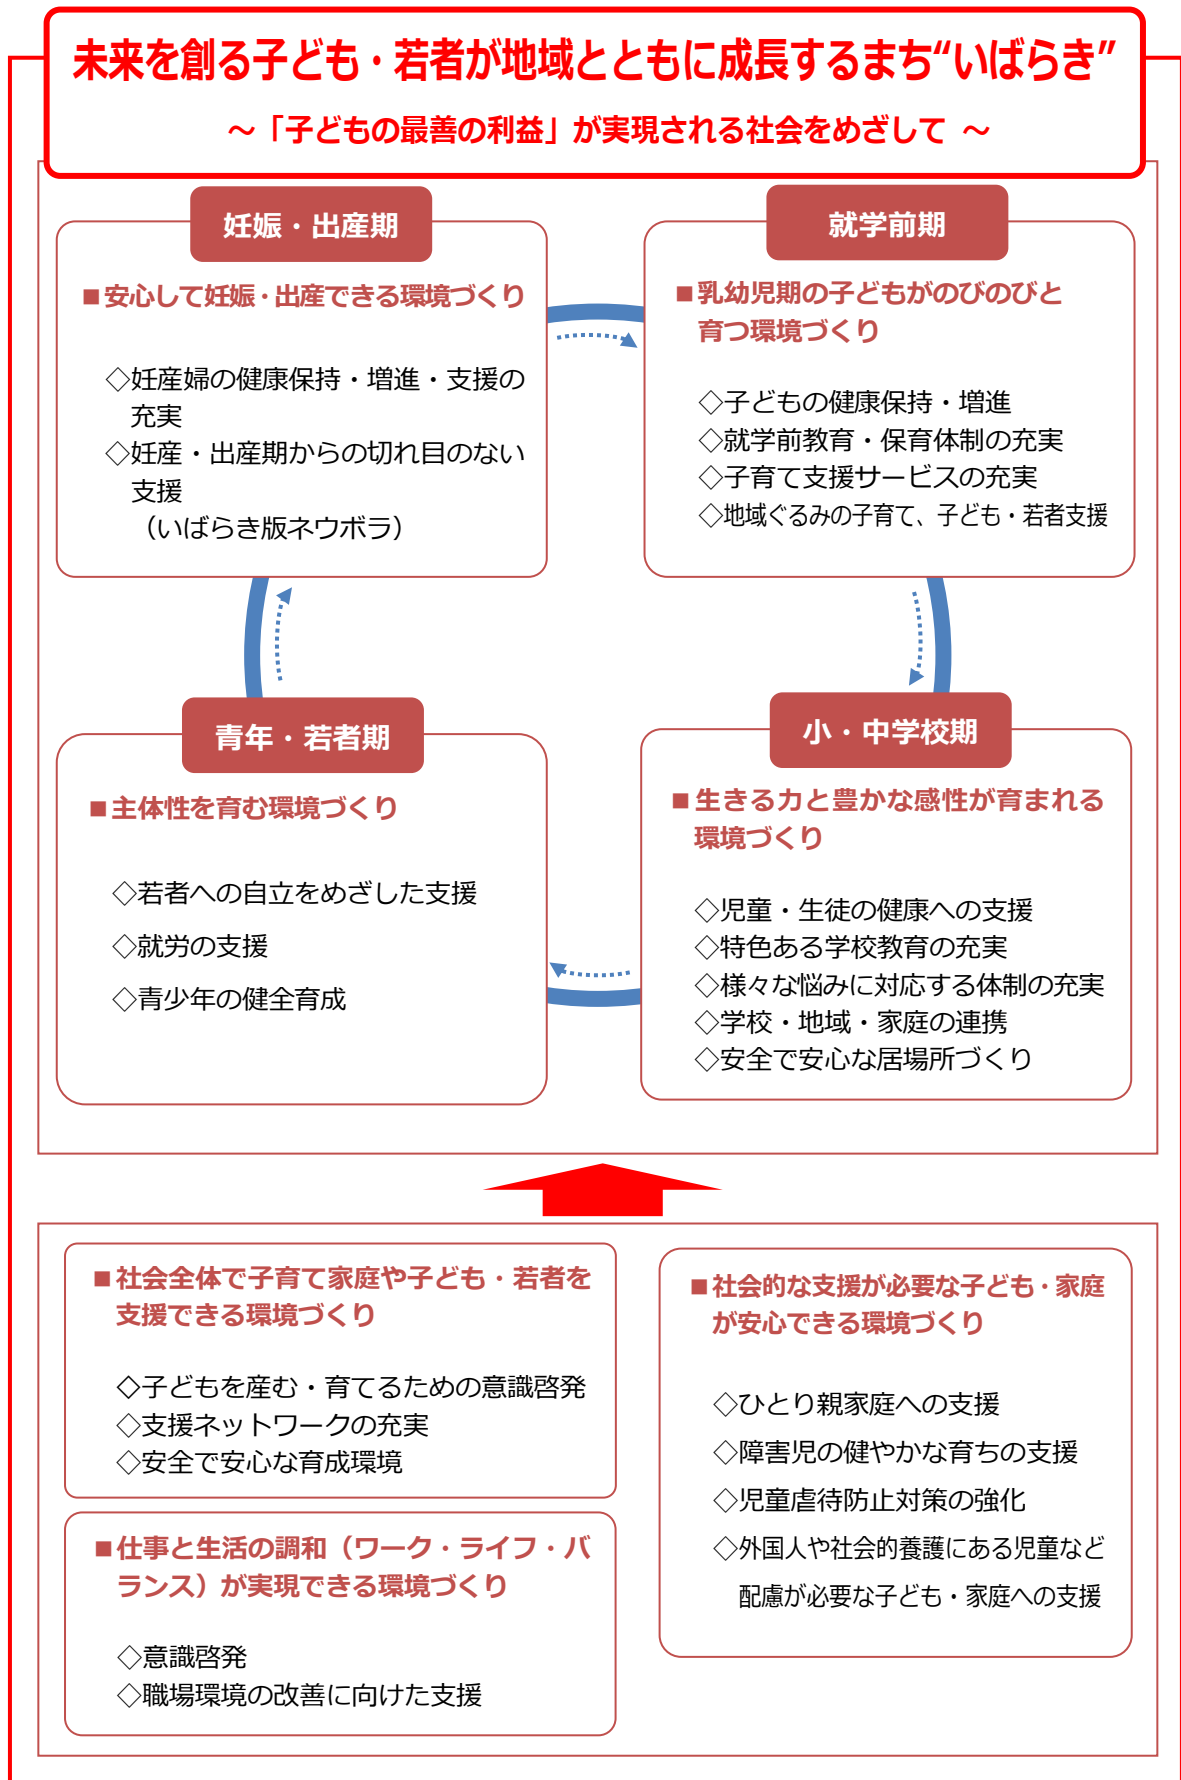 未来を創る子ども・若者が地域とともに成長するまち“いばらき”
～「子どもの最善の利益」が実現される社会をめざして ～
妊娠・出産期
■安心して妊娠・出産できる環境づくり
◇妊産婦の健康保持・増進・支援の
充実
◇妊産・出産期からの切れ目のない
支援
（いばらき版ネウボラ）
就学前期
■乳幼児期の子どもがのびのびと
育つ環境づくり
◇子どもの健康保持・増進
◇就学前教育・保育体制の充実
◇子育て支援サービスの充実
◇地域ぐるみの子育て、子ども・若者支援
青年・若者期
■主体性を育む環境づくり
◇若者への自立をめざした支援
◇就労の支援
◇青少年の健全育成
小・中学校期
■生きる力と豊かな感性が育まれる
環境づくり
◇児童・生徒の健康への支援
◇特色ある学校教育の充実
◇様々な悩みに対応する体制の充実
◇学校・地域・家庭の連携
◇安全で安心な居場所づくり
■社会全体で子育て家庭や子ども・若者を
支援できる環境づくり
◇子どもを産む・育てるための意識啓発
◇支援ネットワークの充実
◇安全で安心な育成環境
■仕事と生活の調和（ワーク・ライフ・バ
ランス）が実現できる環境づくり
◇意識啓発
◇職場環境の改善に向けた支援
■社会的な支援が必要な子ども・家庭
が安心できる環境づくり
◇ひとり親家庭への支援
◇障害児の健やかな育ちの支援
◇児童虐待防止対策の強化
◇外国人や社会的養護にある児童など
配慮が必要な子ども・家庭への支援